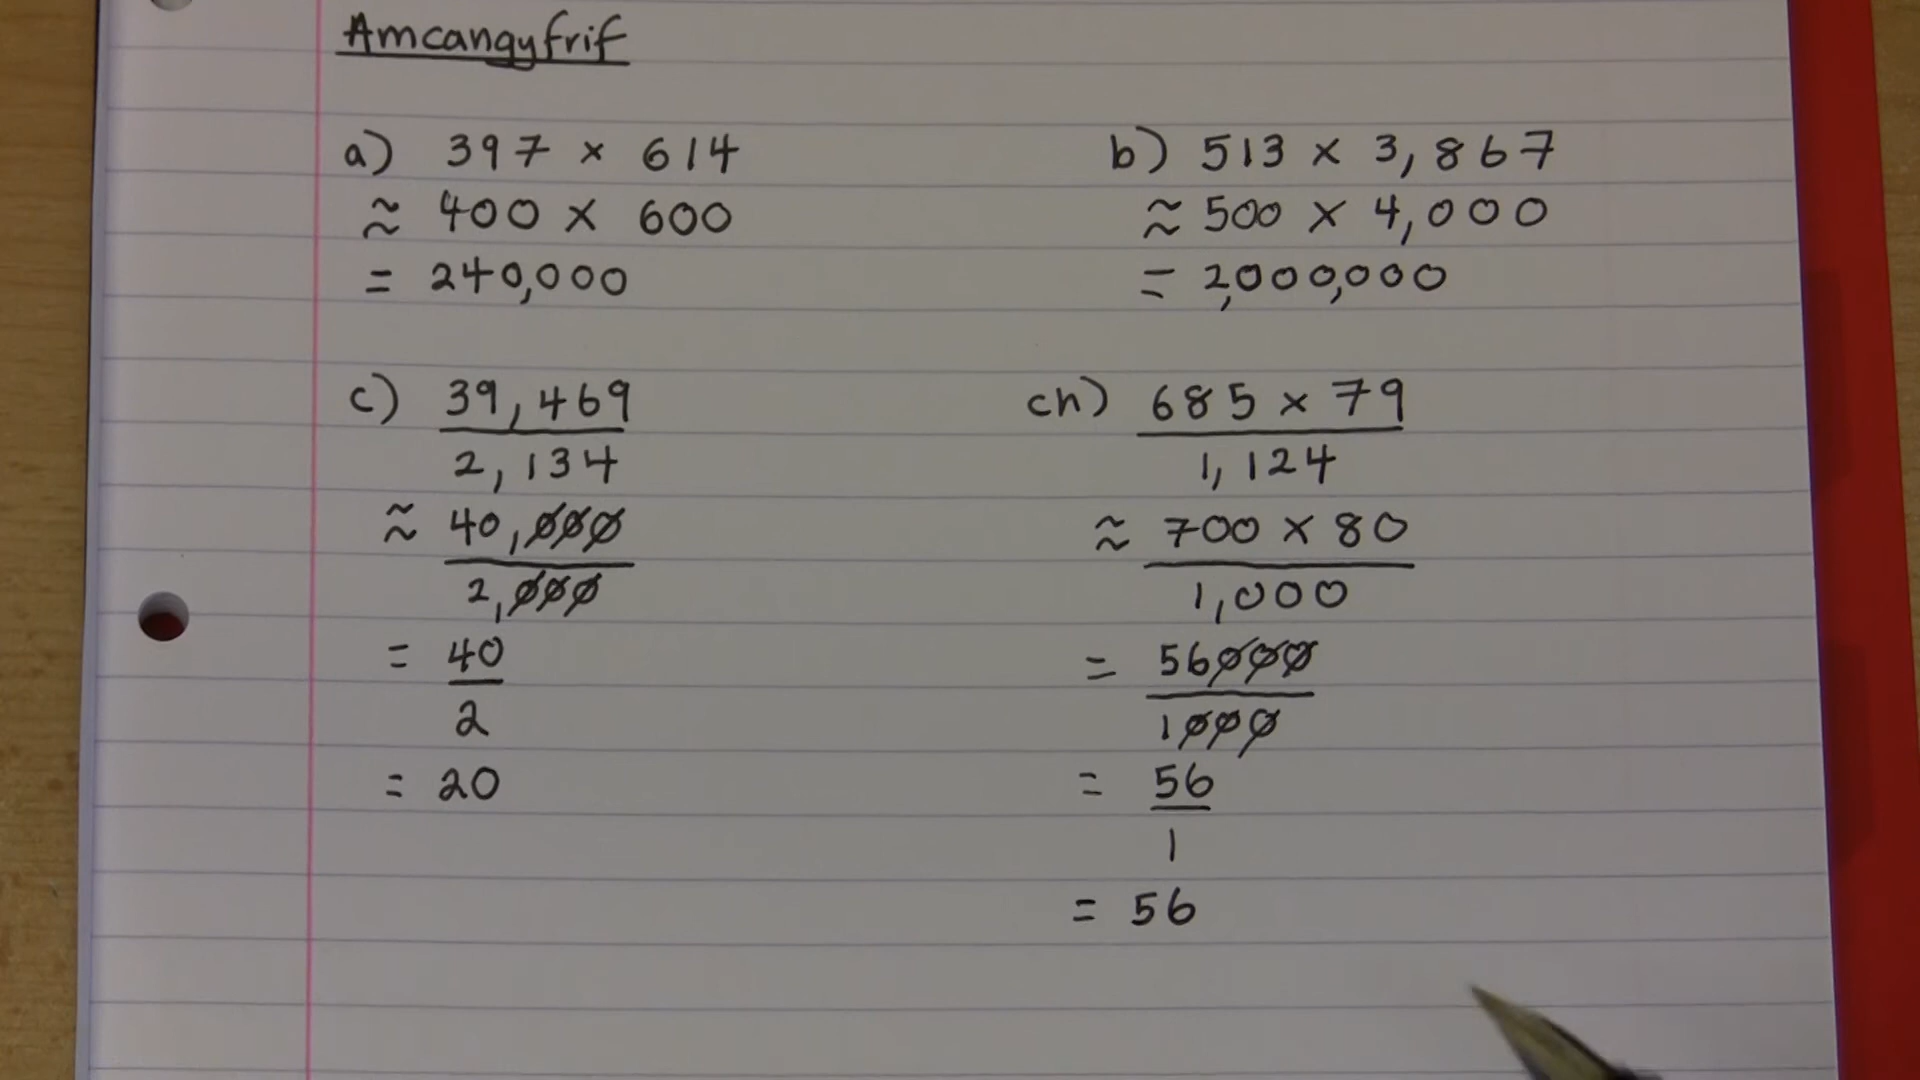 Amcangyfrif
a) 397 × 614
≈ 400 × 600
= 240,000
b) 513 × 3,867
≈ 500 × 4,000
= 2,000,000
c) 39,469
2,134
≈ 40,000
2,000
= 40
2
= 20
ch) 685 × 79
1,124
≈ 700 × 80
1,000
= 56000
1000
= 56
1
= 56